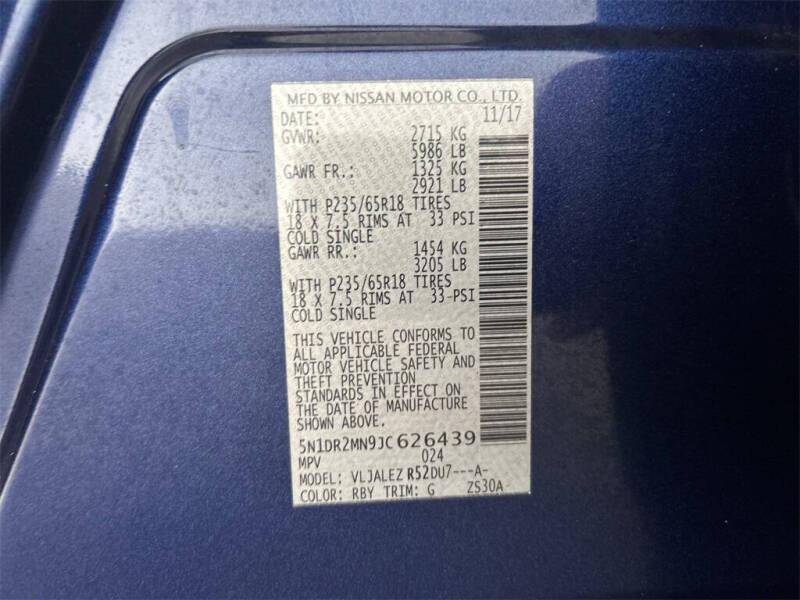 MFD BY NISSAN MOTOR CO., LTD.
DATE: 11/17
GVWR: 2715 KG
5986 LB
GAWR FR.: 1325 KG
2921 LB
WITH P235/65R18 TIRES
18 X 7.5 RIMS AT 33 PSI
COLD SINGLE
GAWR RR.: 1454 KG
3205 LB
WITH P235/65R18 TIRES
18 X 7.5 RIMS AT 33 PSI
COLD SINGLE
THIS VEHICLE CONFORMS TO
ALL APPLICABLE FEDERAL
MOTOR VEHICLE SAFETY AND
THEFT PREVENTION
STANDARDS IN EFFECT ON
THE DATE OF MANUFACTURE
SHOWN ABOVE.
5N1DR2MN9JC626439
MPV 024
MODEL: VLJALEZ R52DU7---A-
COLOR: RBY TRIM: G ZS30A